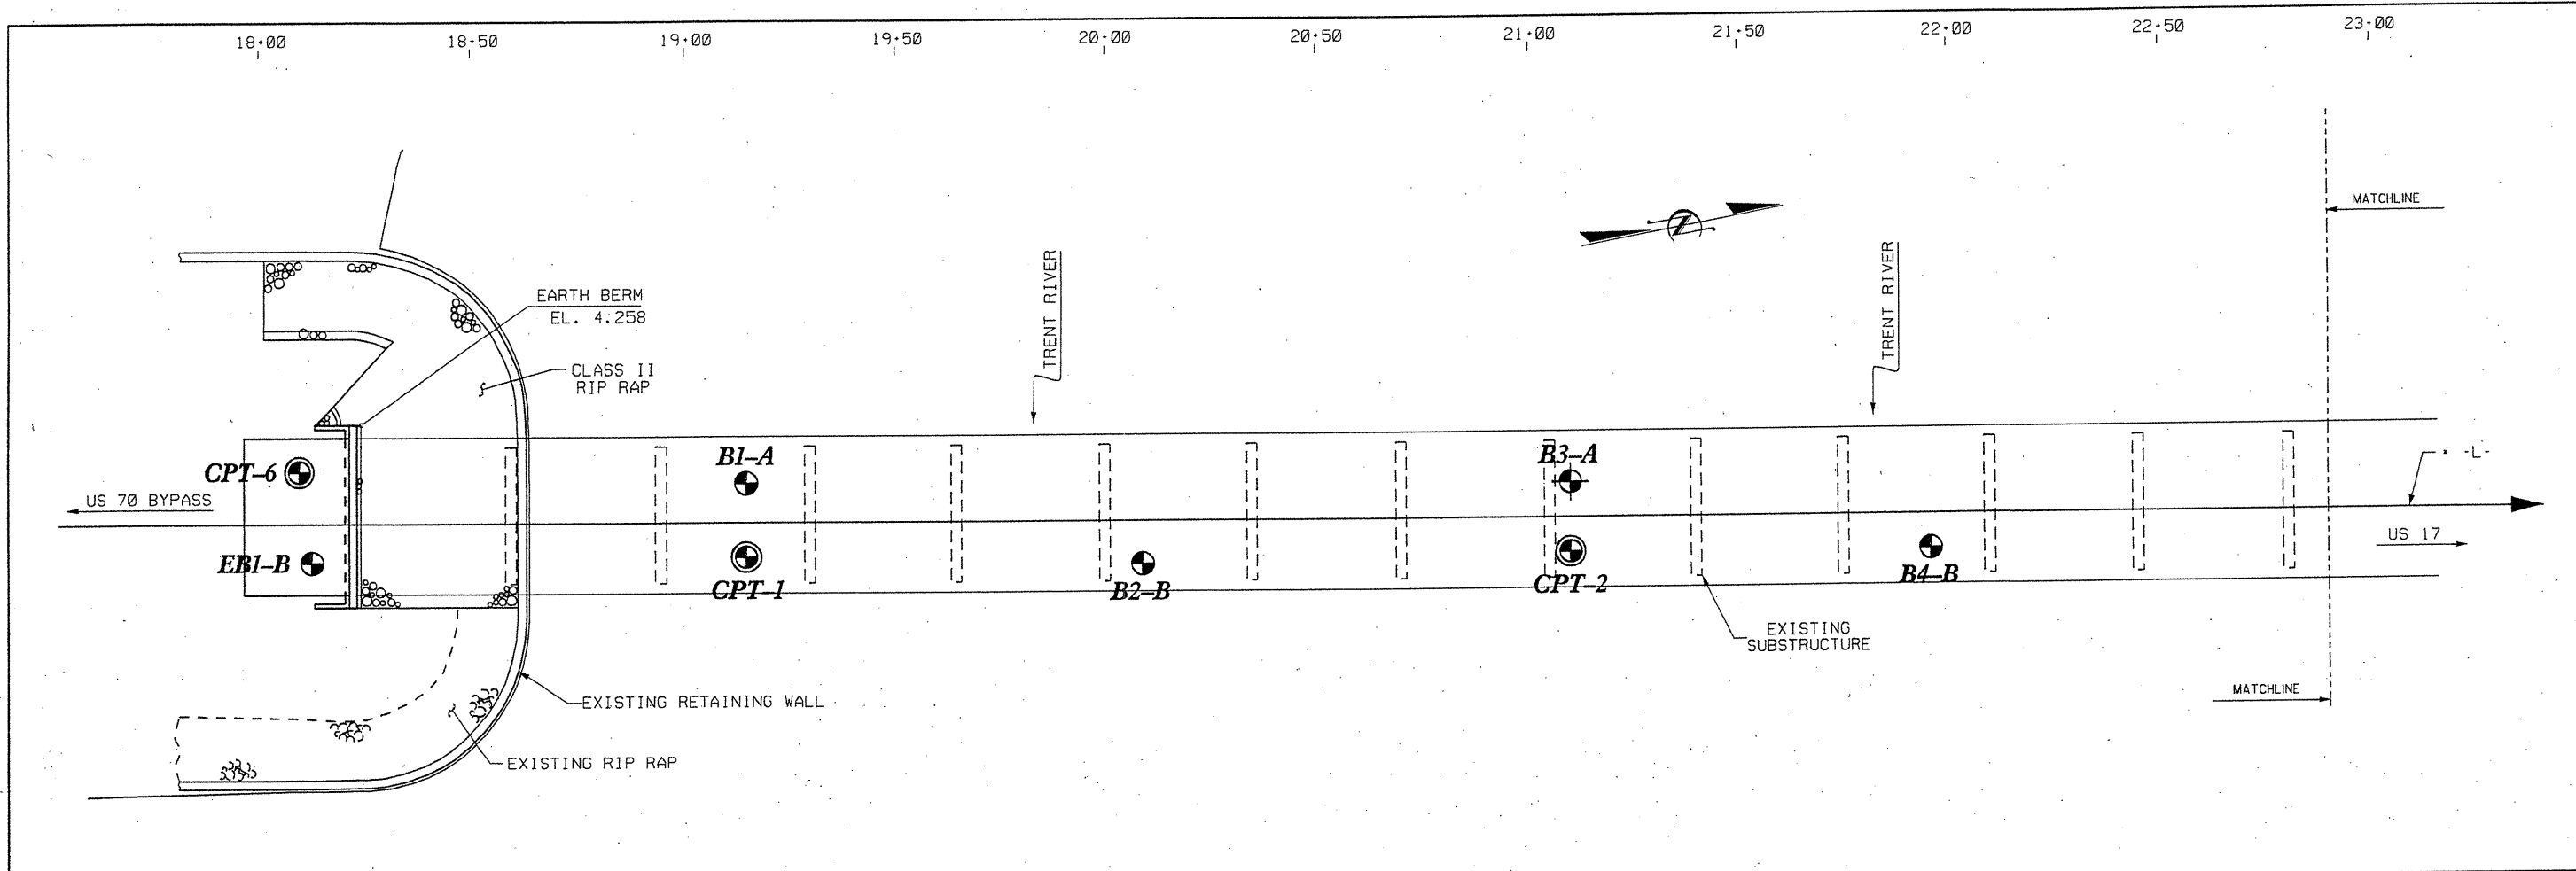 18+00
18+50
19+00
19+50
20+00
20+50
21+00
21+50
22+00
22+50
23+00
MATCHLINE
TRENT RIVER
TRENT RIVER
EARTH BERM
EL. 4.258
CLASS II
RIP RAP
CPT-6
B1-A
B3-A
-L-
US 70 BYPASS
US 17
EB1-B
CPT-1
B2-B
CPT-2
B4-B
EXISTING
SUBSTRUCTURE
MATCHLINE
EXISTING RETAINING WALL
EXISTING RIP RAP